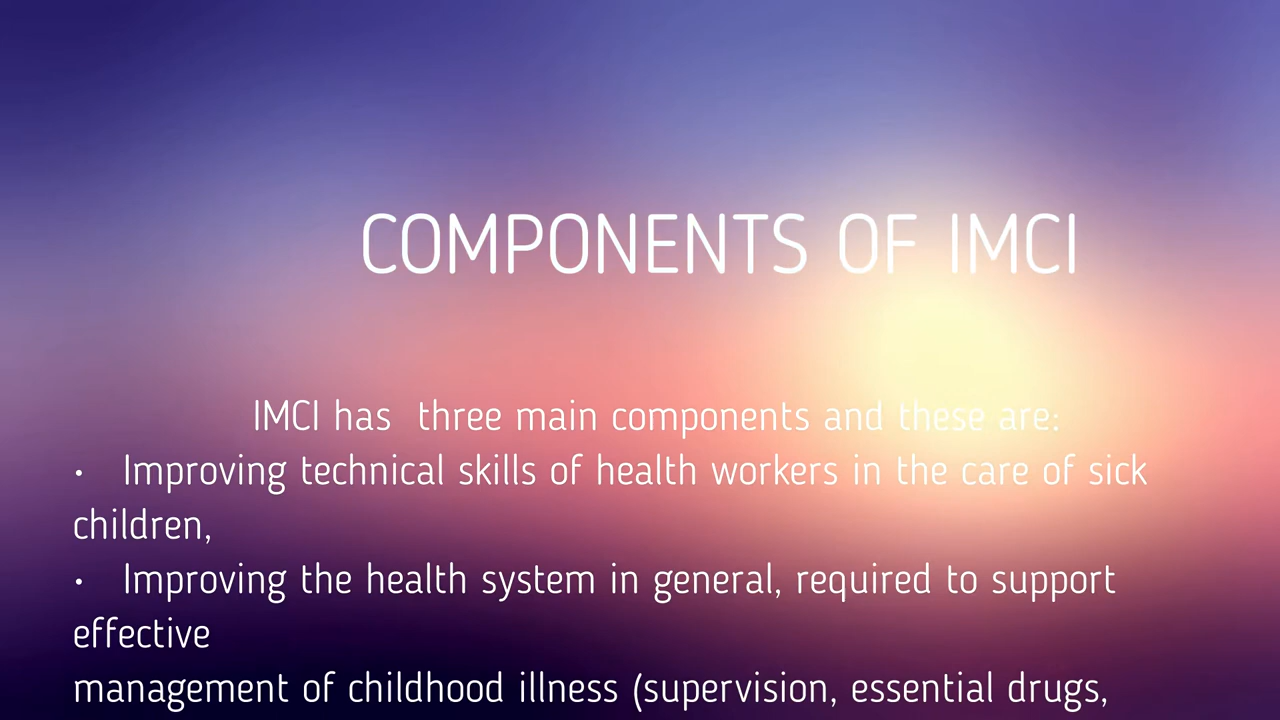 COMPONENTS OF IMCI
IMCI has  three main components and these are:
•   Improving technical skills of health workers in the care of sick
children,
•   Improving the health system in general, required to support
effective
management of childhood illness (supervision, essential drugs,